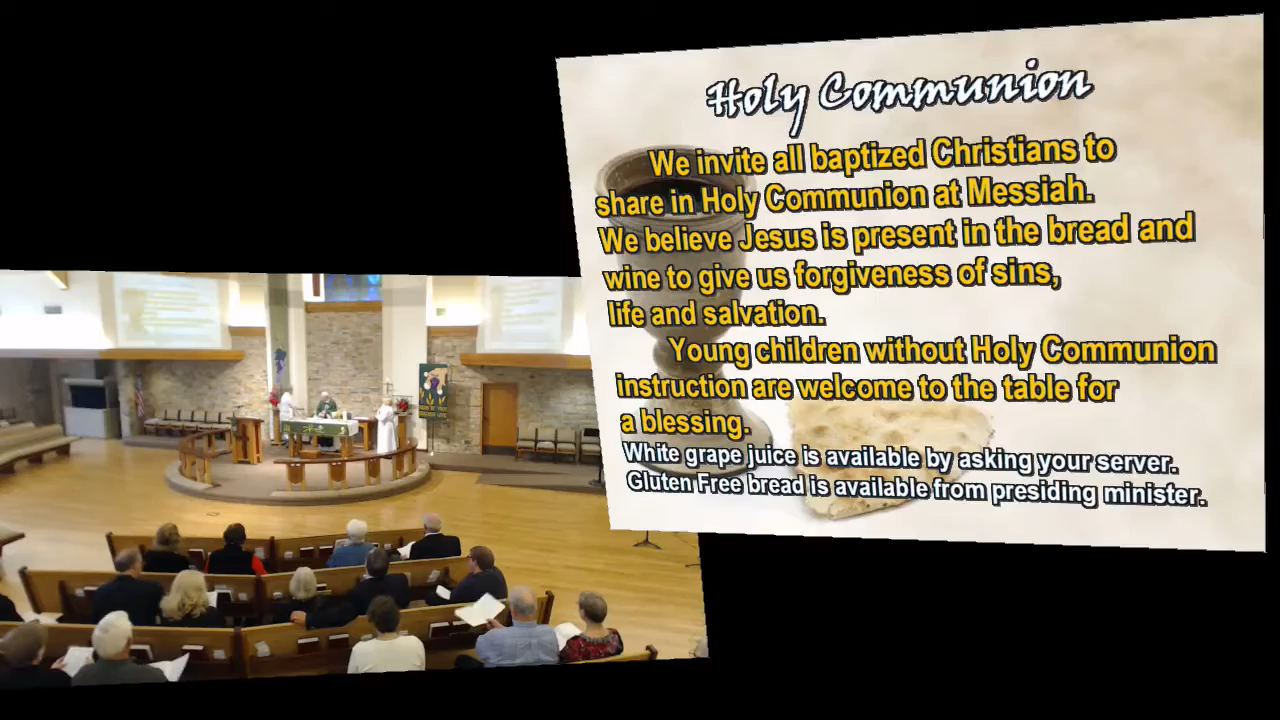 Holy Communion
We invite all baptized Christians to
share in Holy Communion at Messiah.
We believe Jesus is present in the bread and
wine to give us forgiveness of sins,
life and salvation.
Young children without Holy Communion
instruction are welcome to the table for
a blessing.
White grape juice is available by asking your server.
Gluten Free bread is available from presiding minister.